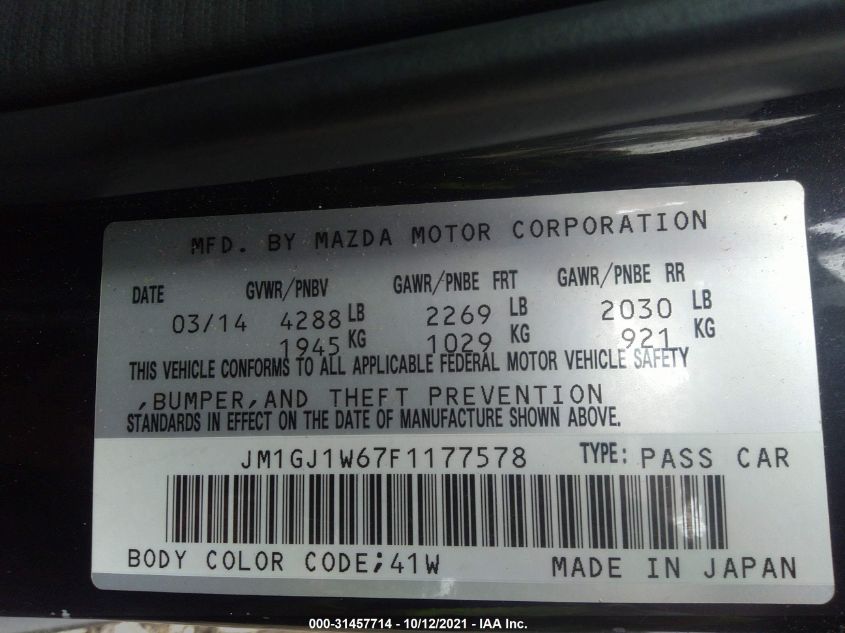 MFD. BY MAZDA MOTOR CORPORATION
DATE GVWR/PNBV GAWR/PNBE FRT GAWR/PNBE RR
03/14 4288 LB 2269 LB 2030 LB
1945 KG 1029 KG 921 KG
THIS VEHICLE CONFORMS TO ALL APPLICABLE FEDERAL MOTOR VEHICLE SAFETY
,BUMPER,AND THEFT PREVENTION
STANDARDS IN EFFECT ON THE DATE OF MANUFACTURE SHOWN ABOVE.
JM1GJ1W67F1177578 TYPE: PASS CAR
BODY COLOR CODE;41W MADE IN JAPAN
000-31457714 - 10/12/2021 - IAA Inc.